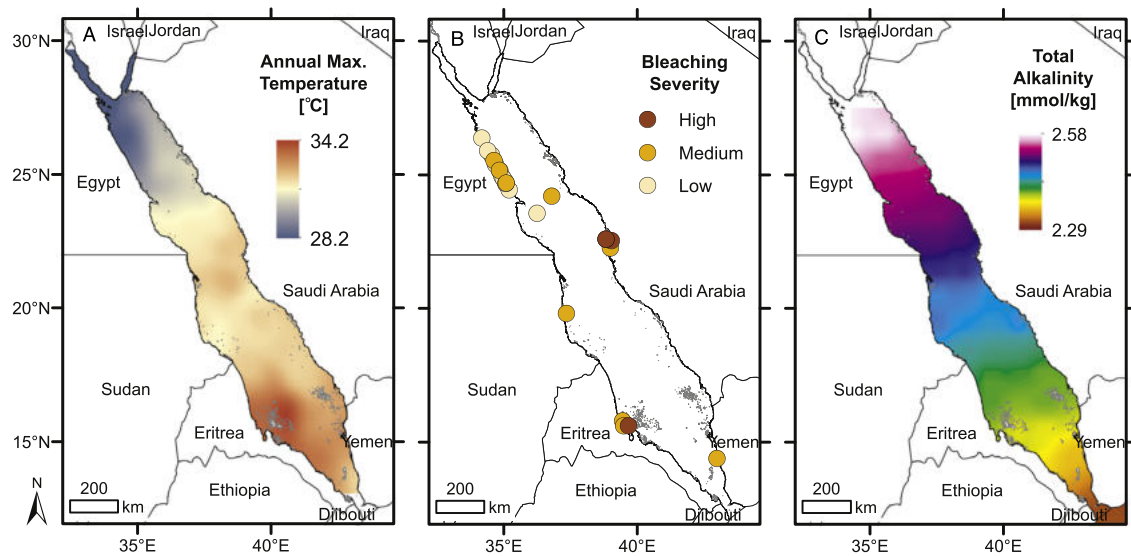 A
Israel
Jordan
Iraq
Annual Max.
Temperature
[°C]
34.2
28.2
Egypt
Saudi Arabia
Sudan
Eritrea
Yemen
Ethiopia
Djibouti
200
km
N
30°N
25°N
20°N
15°N
35°E
40°E
B
Israel
Jordan
Iraq
Bleaching
Severity
High
Medium
Low
Egypt
Saudi Arabia
Sudan
Eritrea
Yemen
Ethiopia
Djibouti
200
km
35°E
40°E
C
Israel
Jordan
Iraq
Total
Alkalinity
[mmol/kg]
2.58
2.29
Egypt
Saudi Arabia
Sudan
Eritrea
Yemen
Ethiopia
Djibouti
200
km
35°E
40°E